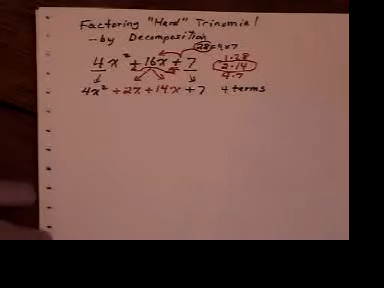 Factoring "Hard" Trinomial
- by Decomposition
28 = 4×7
4x² + 16x + 7
1·28
2·14
4·7
4x² + 2x + 14x + 7 4 terms